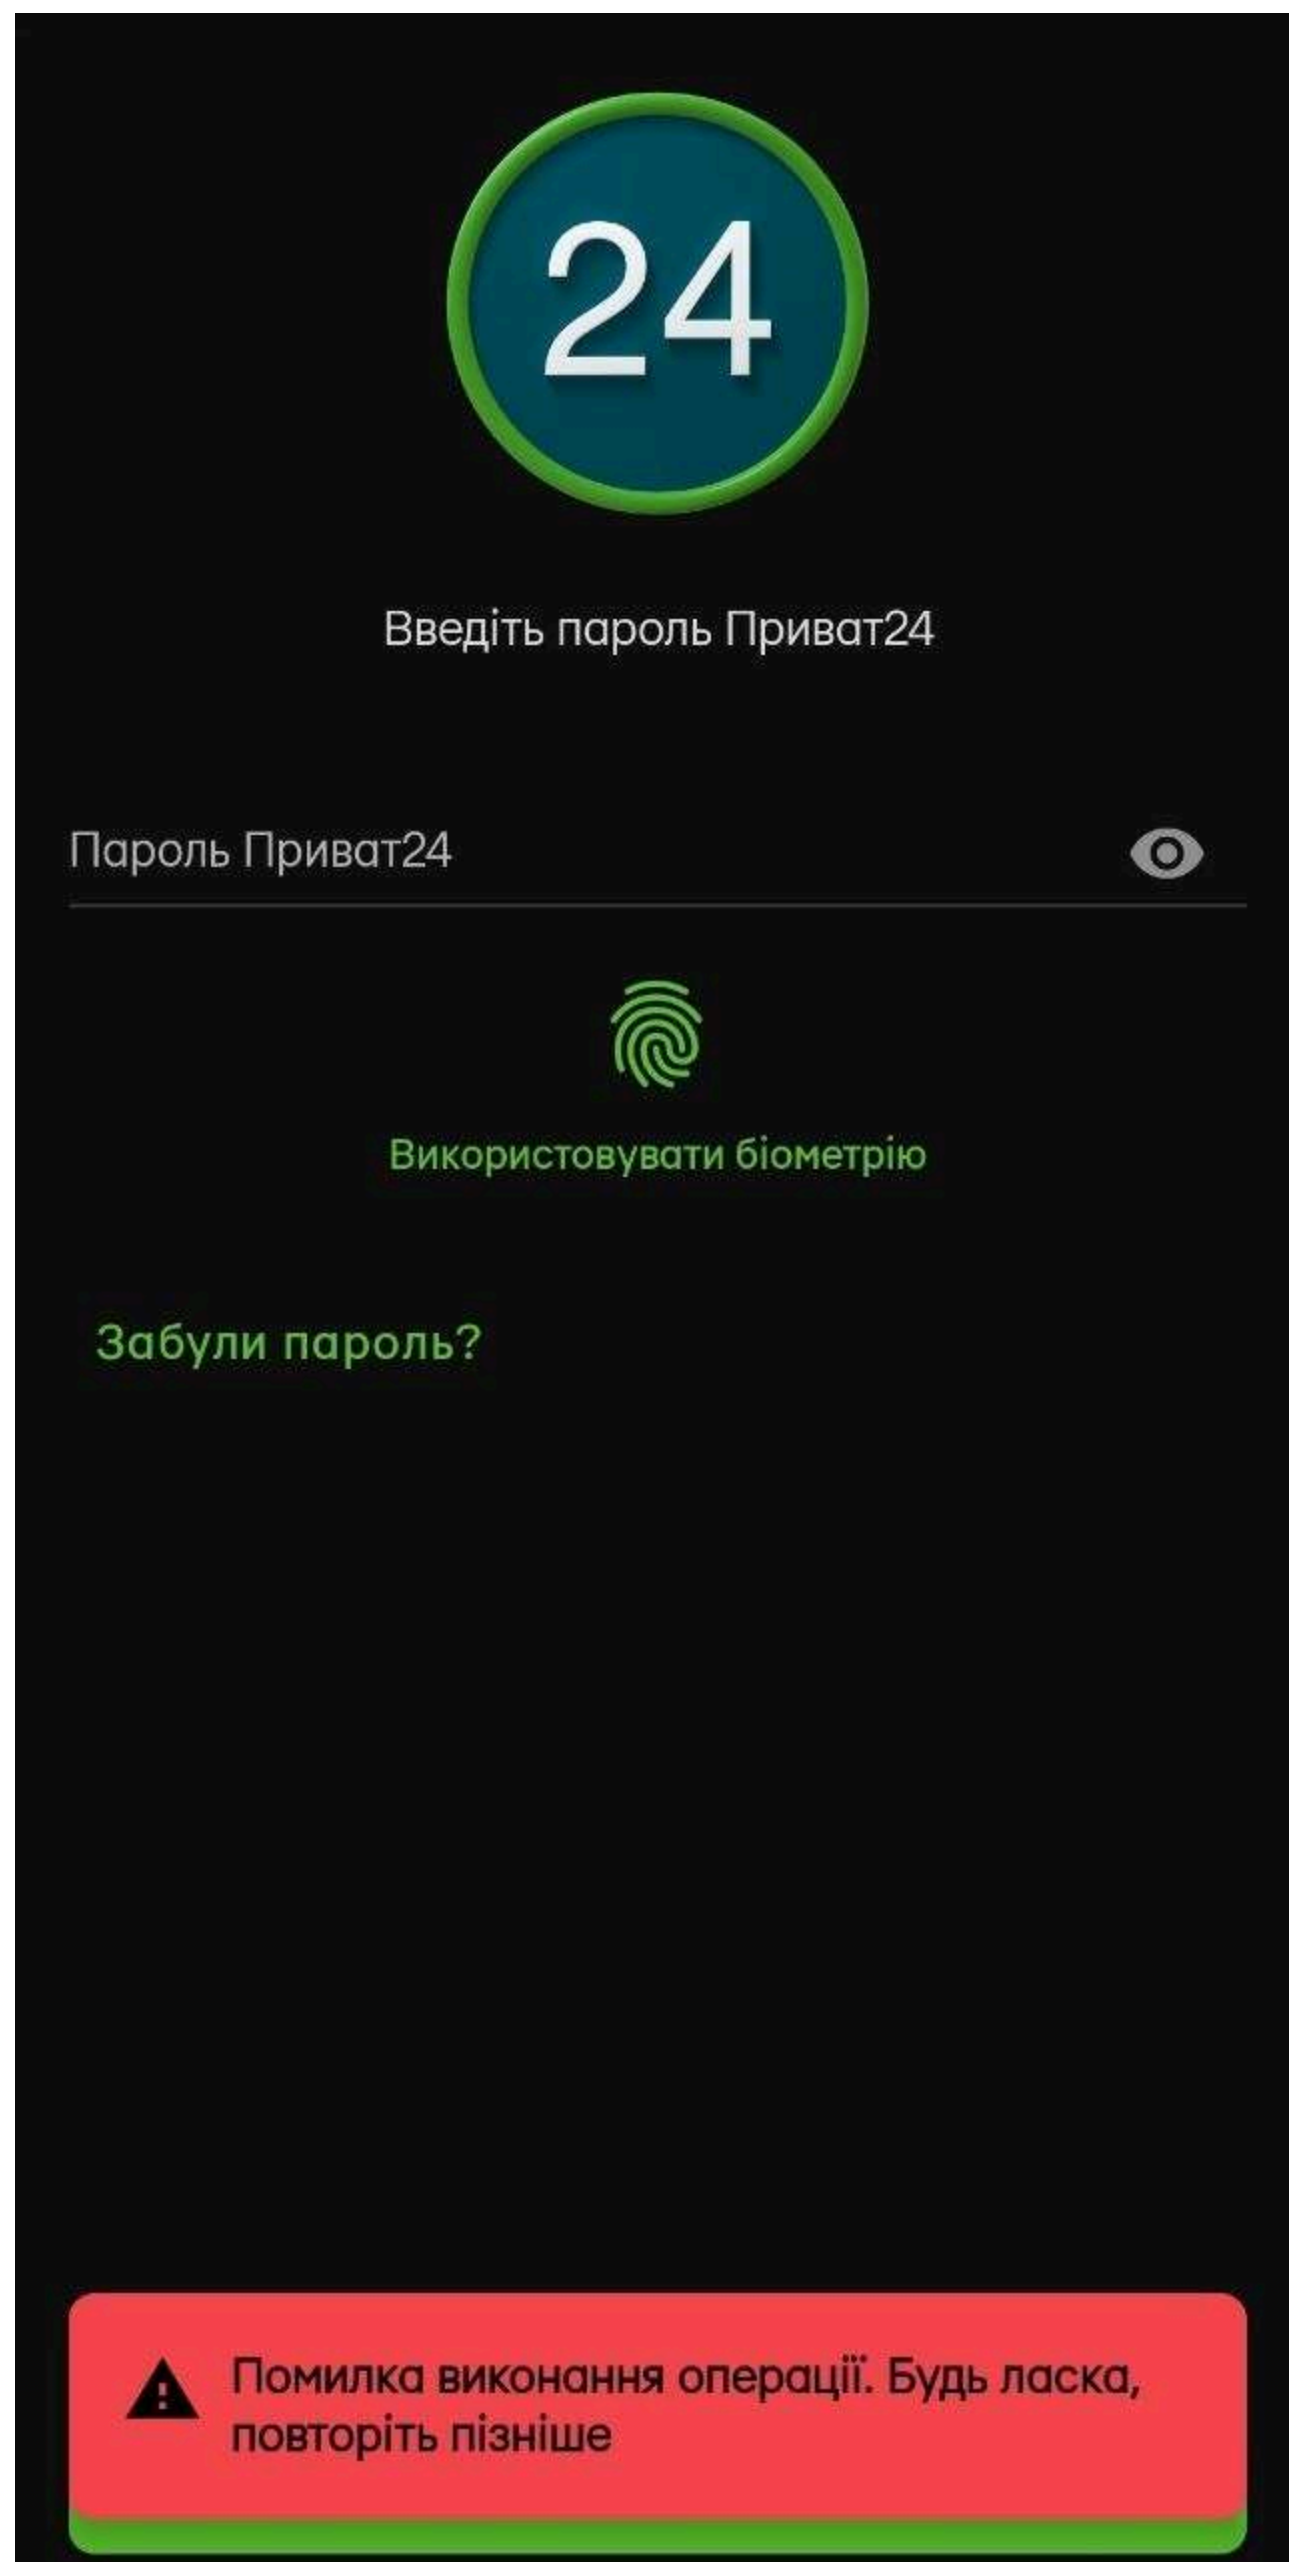 24
Введіть пароль Приват24
Пароль Приват24
Використовувати біометрію
Забули пароль?
Помилка виконання операції. Будь ласка,
повторіть пізніше